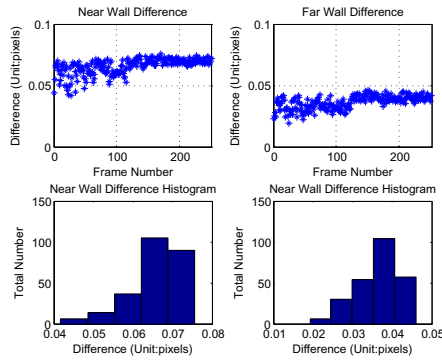 Near Wall Difference
Far Wall Difference
0.1
0.05
0
0 100 200
Difference (Unit:pixels)
Frame Number
0.1
0.05
0
0 100 200
Difference (Unit:pixels)
Frame Number
Near Wall Difference Histogram
Near Wall Difference Histogram
150
100
50
0
0.04 0.05 0.06 0.07 0.08
Total Number
Difference (Unit:pixels)
150
100
50
0
0.01 0.02 0.03 0.04 0.05
Total Number
Difference (Unit:pixels)